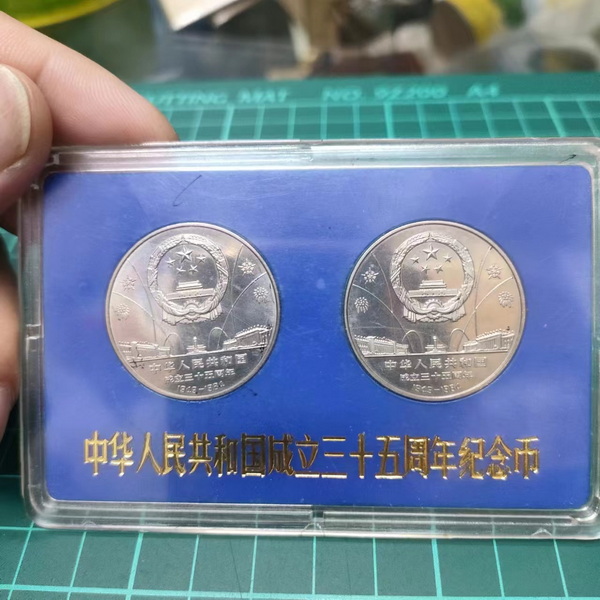 CUTTING MAT NO. 97200 A4
中华人民共和国
成立三十五周年
1949-1984
中华人民共和国
成立三十五周年
1949-1984
中华人民共和国成立三十五周年纪念币